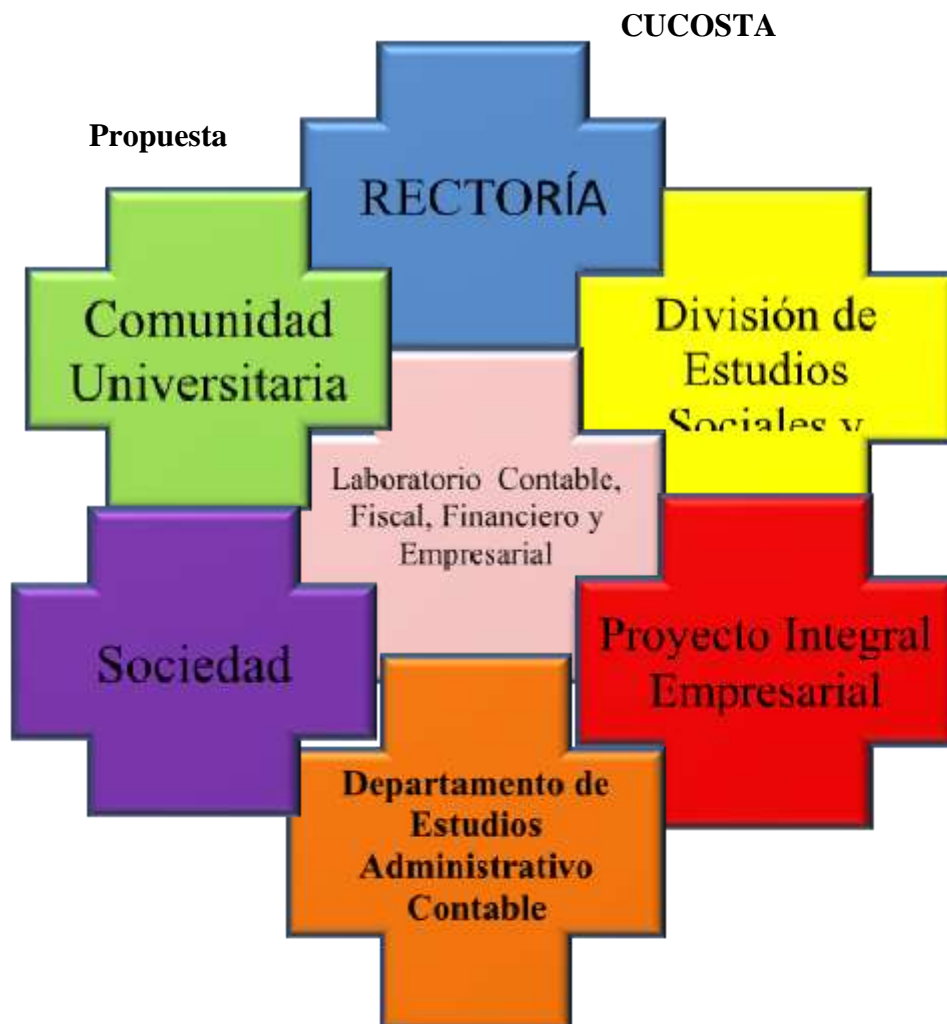 CUCOSTA
Propuesta
RECTORÍA
Comunidad
Universitaria
División de
Estudios
Sociales y
Laboratorio Contable,
Fiscal, Financiero y
Empresarial
Sociedad
Proyecto Integral
Empresarial
Departamento de
Estudios
Administrativo
Contable